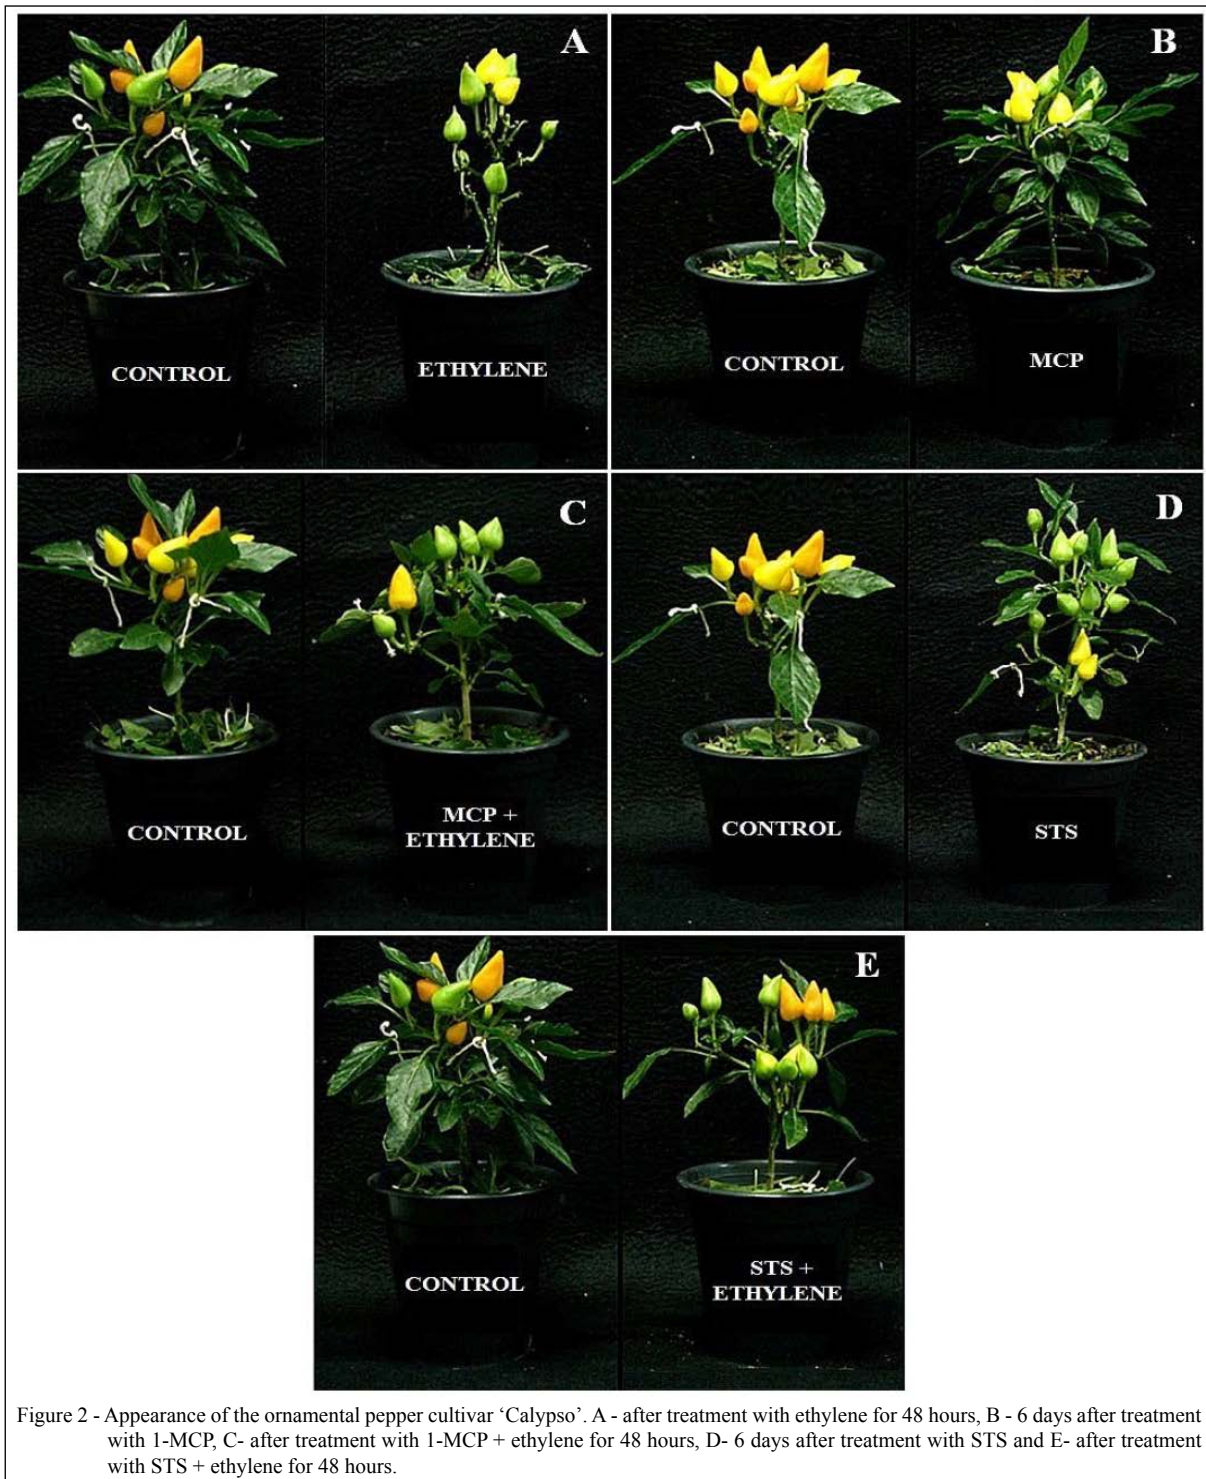 A
B
CONTROL
ETHYLENE
CONTROL
MCP
C
D
CONTROL
MCP +
ETHYLENE
CONTROL
STS
E
CONTROL
STS +
ETHYLENE
Figure 2 - Appearance of the ornamental pepper cultivar ‘Calypso’. A - after treatment with ethylene for 48 hours, B - 6 days after treatment
with 1-MCP, C- after treatment with 1-MCP + ethylene for 48 hours, D- 6 days after treatment with STS and E- after treatment
with STS + ethylene for 48 hours.